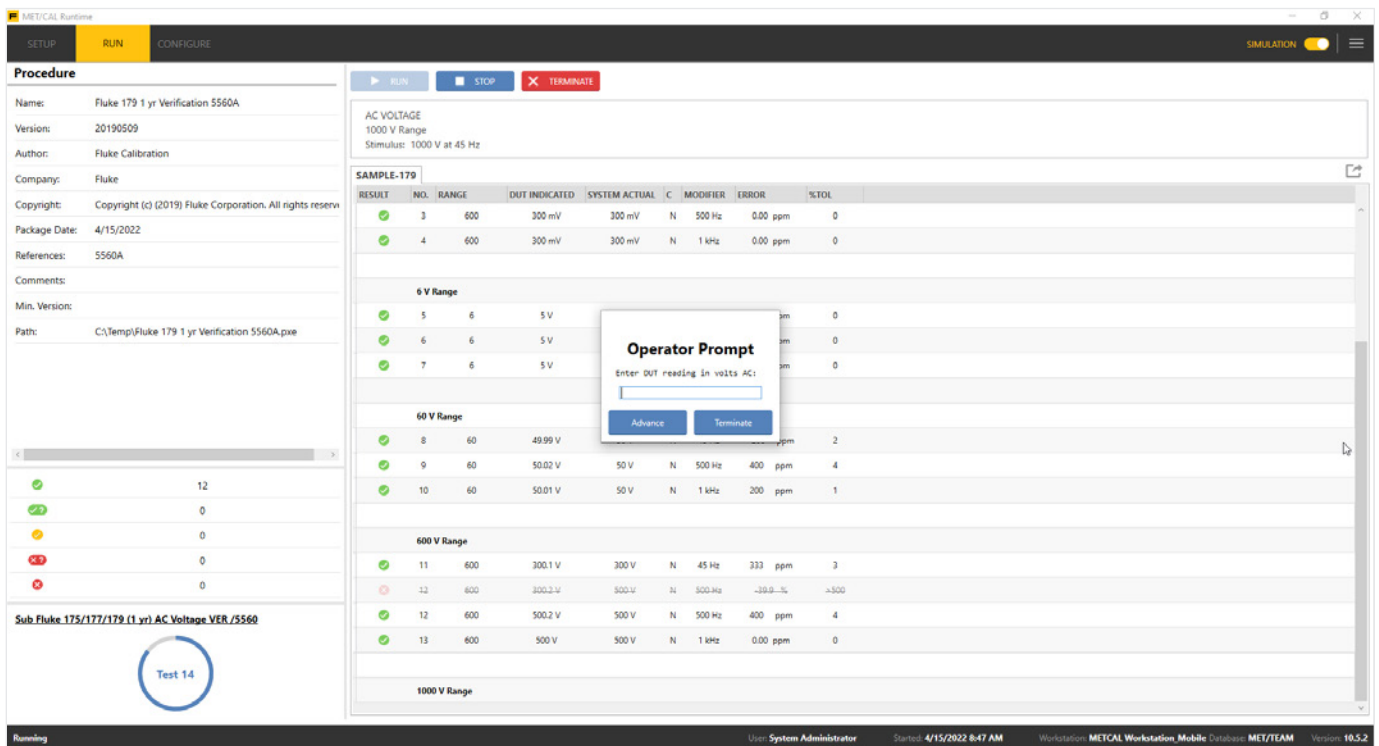 MET/CAL Runtime
SETUP RUN CONFIGURE SIMULATION
Procedure
Name: Fluke 179 1 yr Verification 5560A
Version: 20190509
Author: Fluke Calibration
Company: Fluke
Copyright: Copyright (c) (2019) Fluke Corporation. All rights reserv
Package Date: 4/15/2022
References: 5560A
Comments:
Min. Version:
Path: C:\Temp\Fluke 179 1 yr Verification 5560A.pxe
12
0
0
0
0
Sub Fluke 175/177/179 (1 yr) AC Voltage VER /5560
Test 14
RUN STOP TERMINATE
AC VOLTAGE
1000 V Range
Stimulus: 1000 V at 45 Hz
SAMPLE-179
RESULT NO. RANGE DUT INDICATED SYSTEM ACTUAL C MODIFIER ERROR %TOL
3 600 300 mV 300 mV N 500 Hz 0.00 ppm 0
4 600 300 mV 300 mV N 1 kHz 0.00 ppm 0
6 V Range
5 6 5 V 0
6 6 5 V 0
7 6 5 V 0
60 V Range
8 60 49.99 V ppm 2
9 60 50.02 V 50 V N 500 Hz 400 ppm 4
10 60 50.01 V 50 V N 1 kHz 200 ppm 1
600 V Range
11 600 300.1 V 300 V N 45 Hz 333 ppm 3
12 600 300.2 V 500 V N 500 Hz -39.9 % >500
12 600 500.2 V 500 V N 500 Hz 400 ppm 4
13 600 500 V 500 V N 1 kHz 0.00 ppm 0
1000 V Range
Operator Prompt
Enter DUT reading in volts AC:
Advance Terminate
Running User: System Administrator Started: 4/15/2022 8:47 AM Workstation: METCAL Workstation_Mobile Database: MET/TEAM Version: 10.5.2